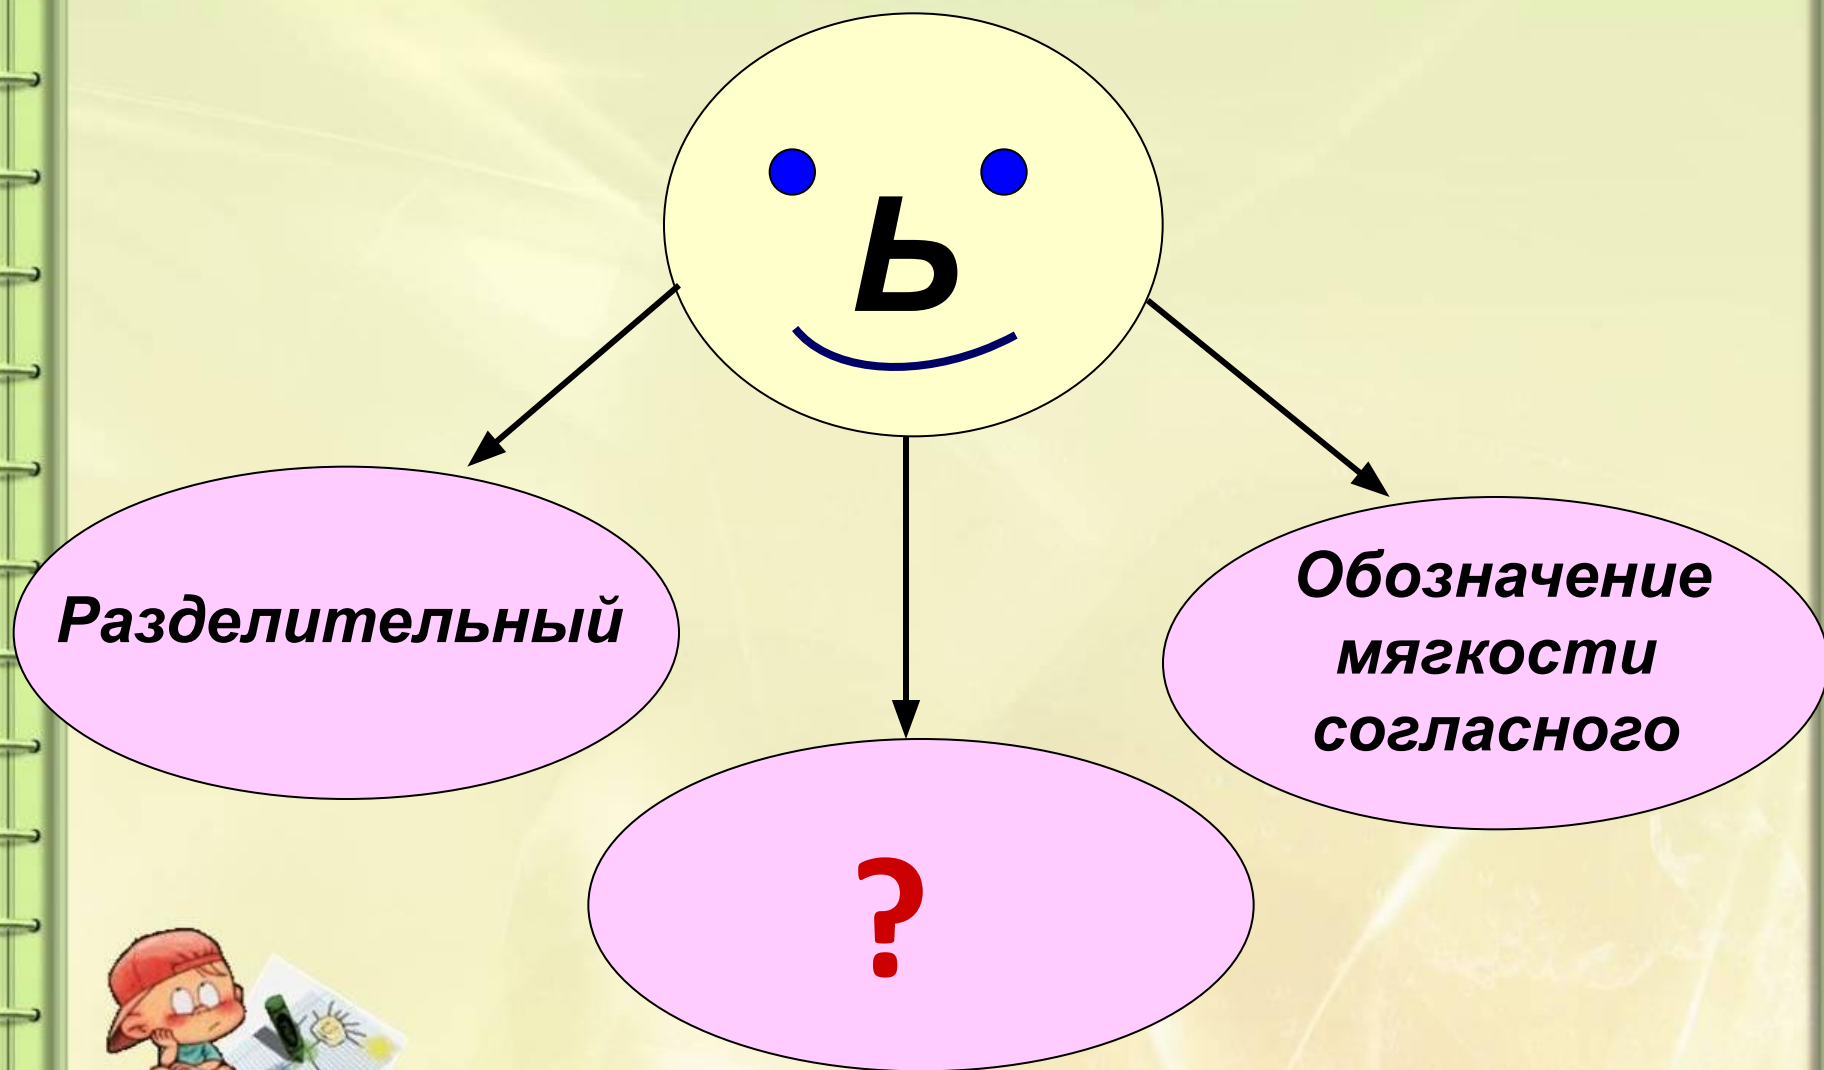 Ь
Разделительный
Обозначение
мягкости
согласного
?